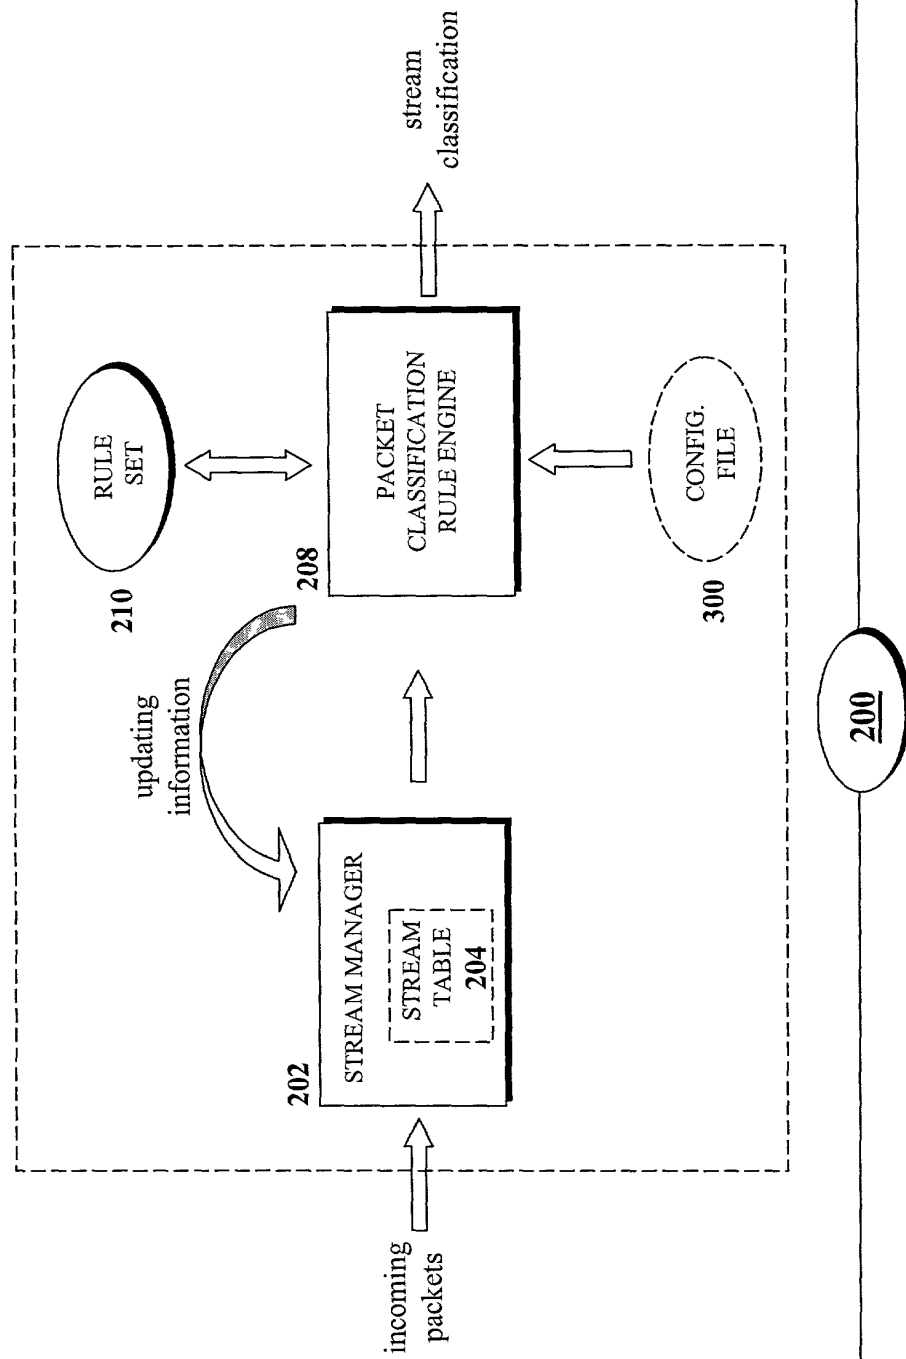 incoming
packets
202
STREAM MANAGER
STREAM
TABLE
204
updating
information
210
RULE
SET
208
PACKET
CLASSIFICATION
RULE ENGINE
300
CONFIG.
FILE
stream
classification
200